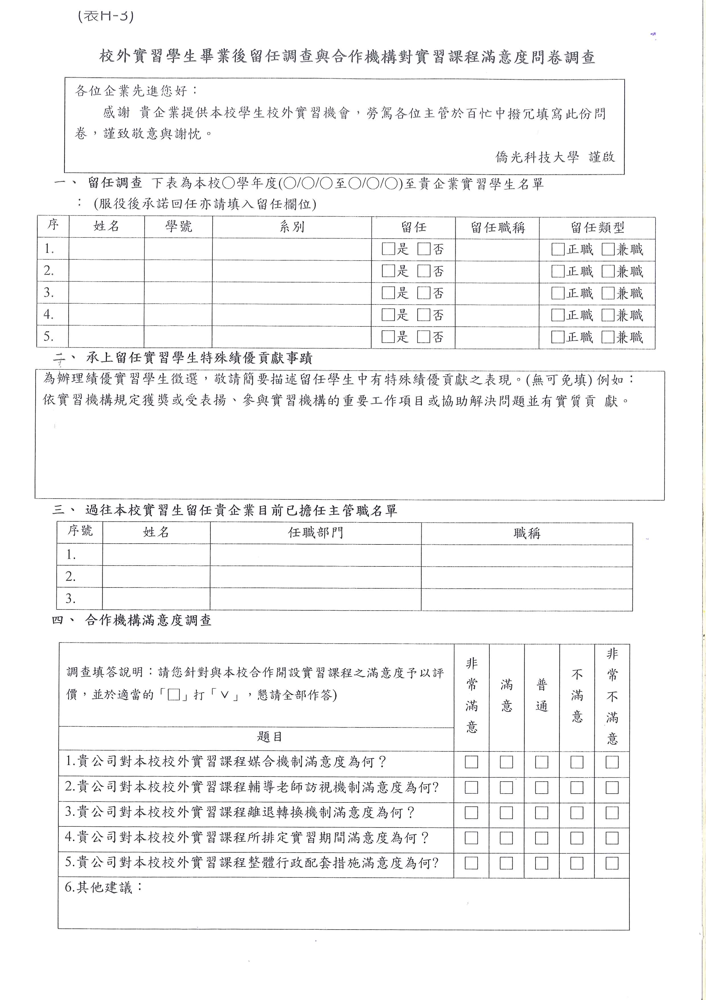 (表H-3)
校外實習學生畢業後留任調查與合作機構對實習課程滿意度問卷調查
各位企業先進您好：
感謝 貴企業提供本校學生校外實習機會，勞駕各位主管於百忙中撥冗填寫此份問
卷，謹致敬意與謝忱。
僑光科技大學 謹啟
一、 留任調查 下表為本校○學年度(○/○/○至○/○/○)至貴企業實習學生名單
： (服役後承諾回任亦請填入留任欄位)
序 姓名 學號 系別 留任 留任職稱 留任類型
1. □是 □否 □正職 □兼職
2. □是 □否 □正職 □兼職
3. □是 □否 □正職 □兼職
4. □是 □否 □正職 □兼職
5. □是 □否 □正職 □兼職
二、 承上留任實習學生特殊績優貢獻事蹟
為辦理績優實習學生徵選，敬請簡要描述留任學生中有特殊績優貢獻之表現。(無可免填) 例如：
依實習機構規定獲獎或受表揚、參與實習機構的重要工作項目或協助解決問題並有實質貢 獻。
三、 過往本校實習生留任貴企業目前已擔任主管職名單
序號 姓名 任職部門 職稱
1.
2.
3.
四、 合作機構滿意度調查
調查填答說明：請您針對與本校合作開設實習課程之滿意度予以評
價，並於適當的「□」打「∨」，懇請全部作答)
非常滿意 滿意 普通 不滿意 非常不滿意
題目
1.貴公司對本校校外實習課程媒合機制滿意度為何？ □ □ □ □ □
2.貴公司對本校校外實習課程輔導老師訪視機制滿意度為何? □ □ □ □ □
3.貴公司對本校校外實習課程離退轉換機制滿意度為何？ □ □ □ □ □
4.貴公司對本校校外實習課程所排定實習期間滿意度為何？ □ □ □ □ □
5.貴公司對本校校外實習課程整體行政配套措施滿意度為何? □ □ □ □ □
6.其他建議：